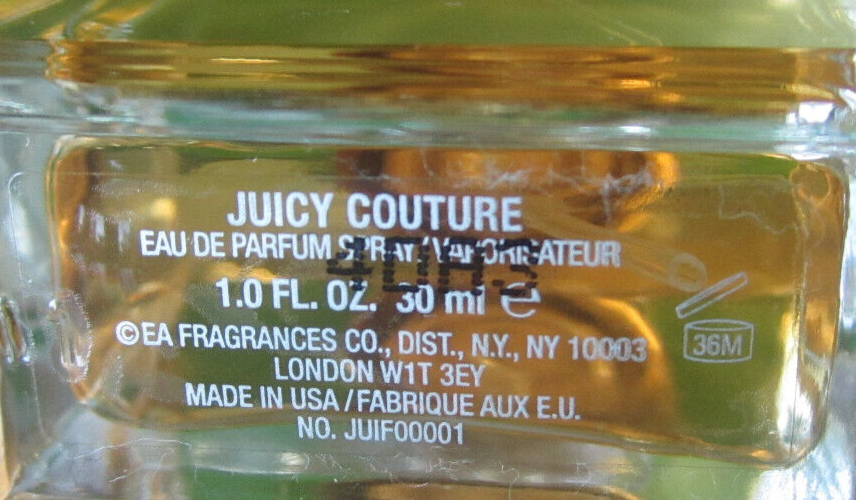 JUICY COUTURE
EAU DE PARFUM SPRAY/VAPORISATEUR
1.0 FL. OZ. 30 ml ℮
©EA FRAGRANCES CO., DIST., N.Y., NY 10003
LONDON W1T 3EY
MADE IN USA/FABRIQUE AUX E.U.
NO. JUIF00001
36M